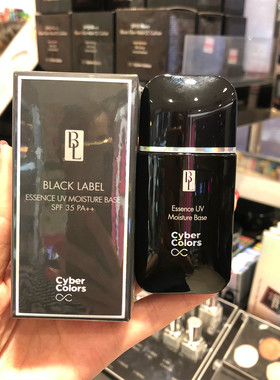 BL
BLACK LABEL
ESSENCE UV MOISTURE BASE
SPF 35 PA++
Cyber
Colors
BL
Essence UV
Moisture Base
Cyber
Colors